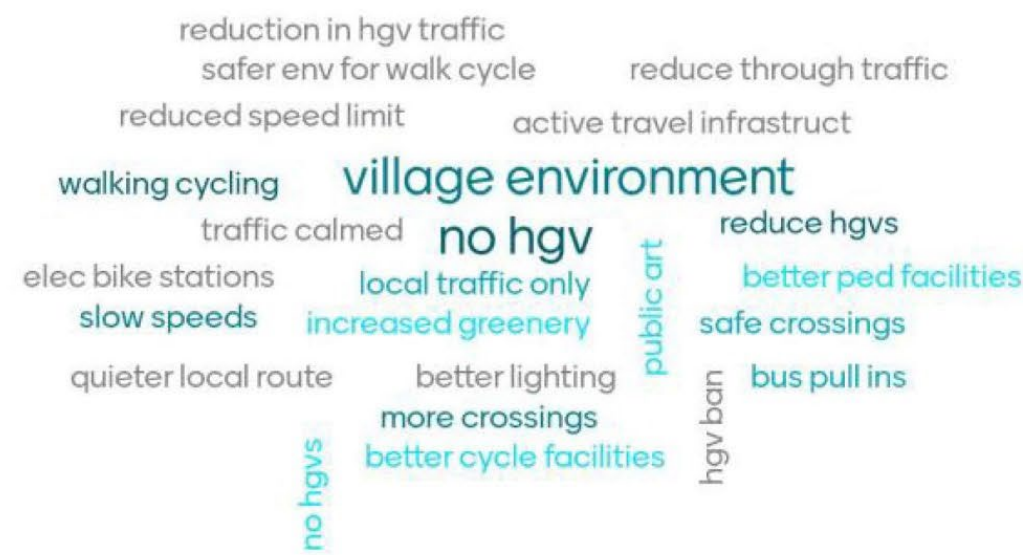 reduction in hgv traffic
safer env for walk cycle
reduce through traffic
reduced speed limit
active travel infrastruct
walking cycling
village environment
traffic calmed
no hgv
reduce hgvs
elec bike stations
local traffic only
public art
better ped facilities
slow speeds
increased greenery
safe crossings
quieter local route
better lighting
hgv ban
bus pull ins
more crossings
no hgvs
better cycle facilities